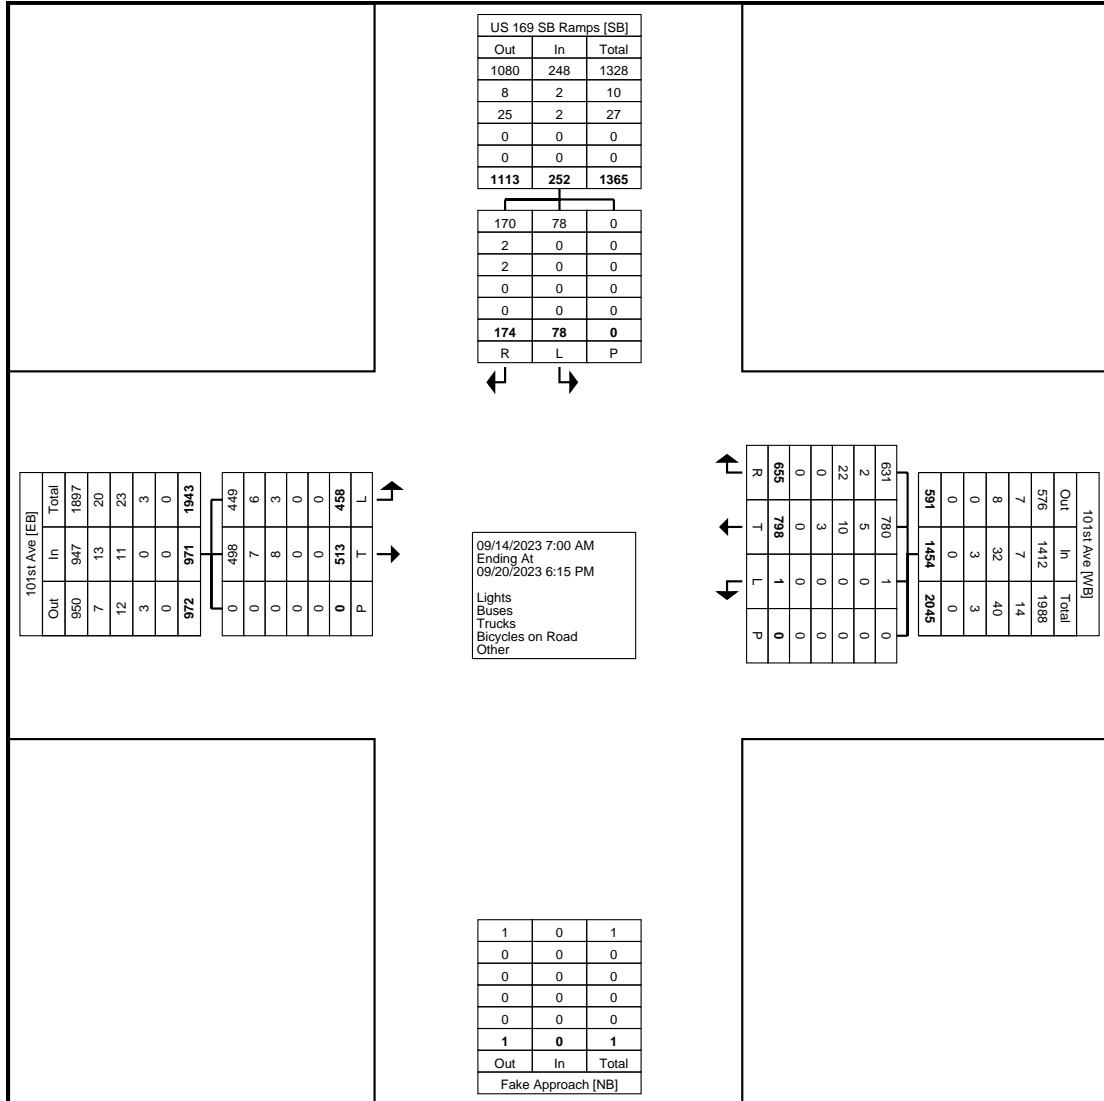 US 169 SB Ramps [SB]
Out In Total
1080 248 1328
8 2 10
25 2 27
0 0 0
0 0 0
1113 252 1365
170 78 0
2 0 0
2 0 0
0 0 0
0 0 0
174 78 0
R L P
101st Ave [EB]
Total 1897 20 23 3 0 1943
In 947 13 11 0 0 971
Out 950 7 12 3 0 972
449 6 3 0 0 458 L
498 7 8 0 0 513 T
0 0 0 0 0 0 P
09/14/2023 7:00 AM
Ending At
09/20/2023 6:15 PM
Lights
Buses
Trucks
Bicycles on Road
Other
R 655 0 0 22 2 631
T 798 0 3 10 5 780
L 1 0 0 0 0 1
P 0 0 0 0 0 0
101st Ave [WB]
Out In Total
576 1412 1988
7 7 14
8 32 40
0 3 3
0 0 0
591 1454 2045
1 0 1
0 0 0
0 0 0
0 0 0
0 0 0
1 0 1
Out In Total
Fake Approach [NB]